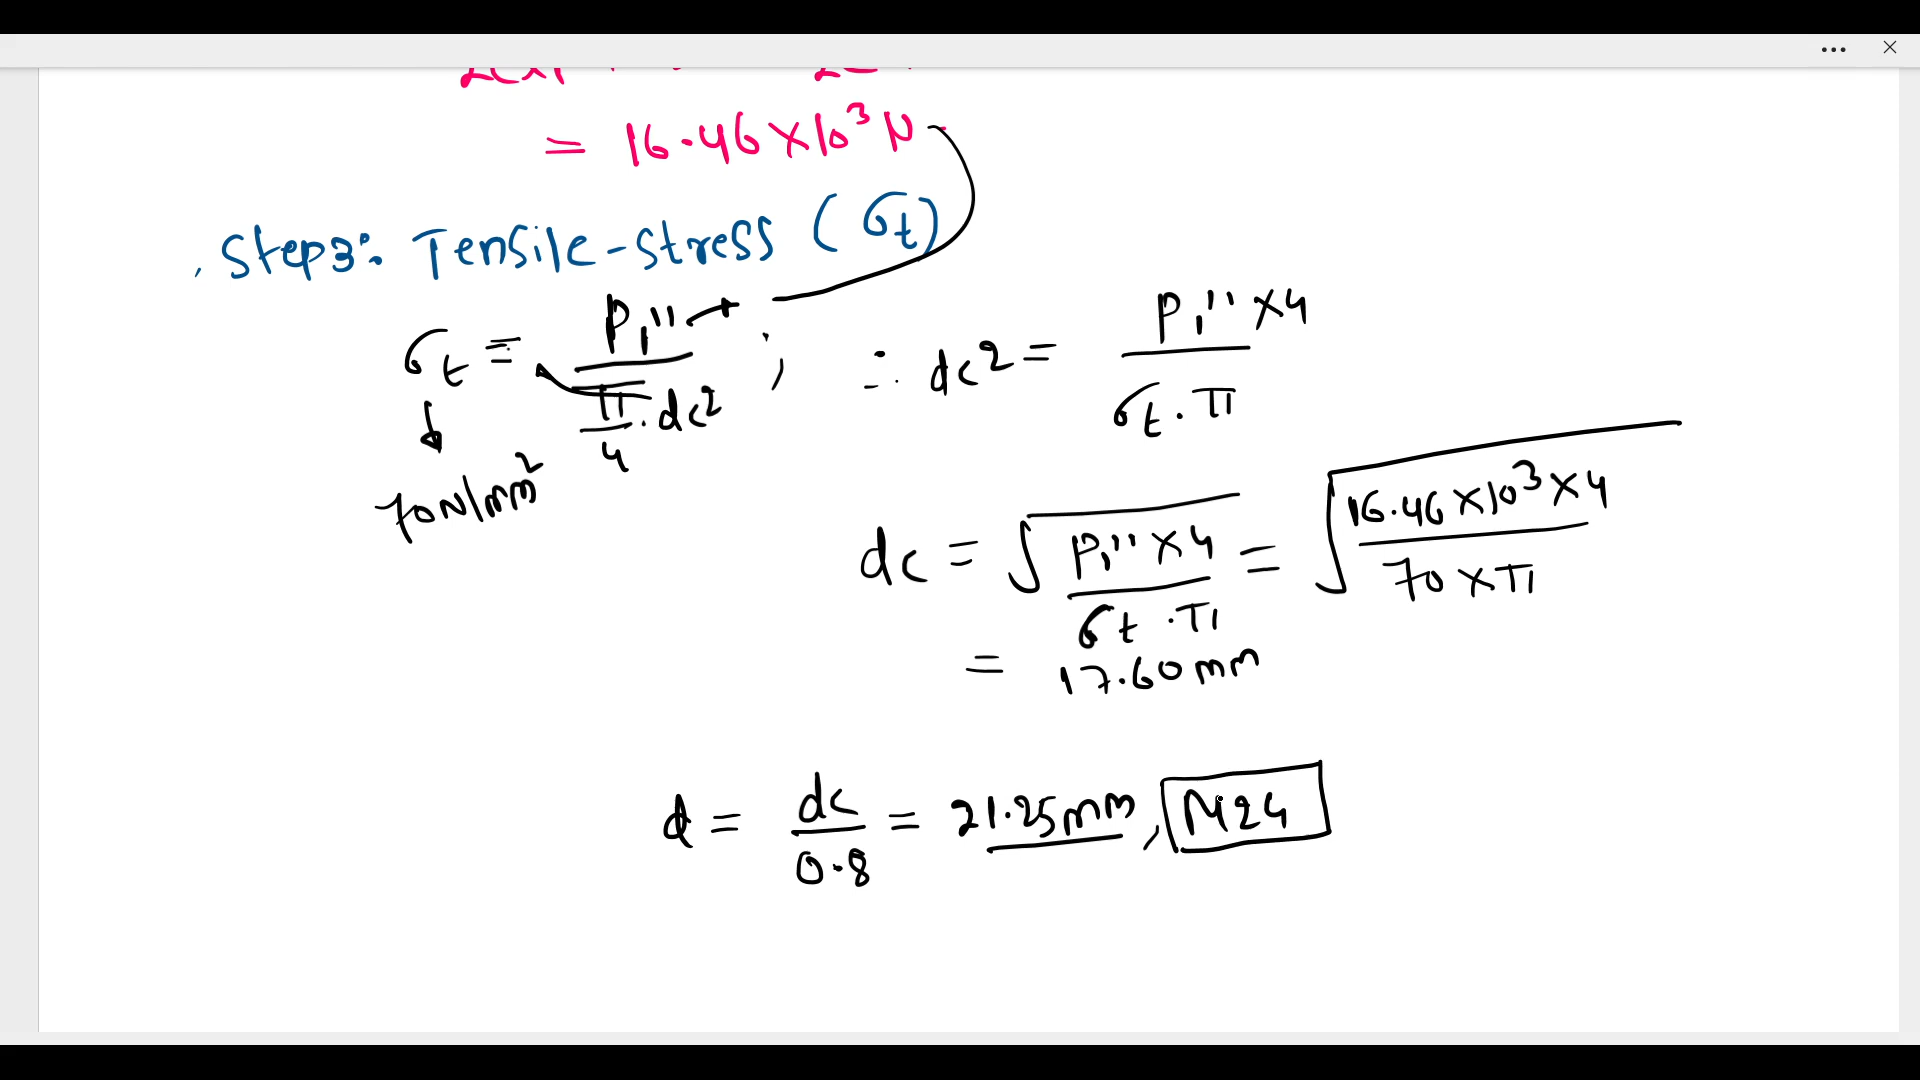 = 16.46 × 10³ N
Step3: Tensile-stress (σt)
σt = P₁'' / (π/4 · dc²) ; ∴ dc² = P₁'' × 4 / σt · π
70 N/mm²
dc = √(P₁'' × 4 / σt · π) = √(16.46 × 10³ × 4 / 70 × π)
= 17.60 mm
d = dc / 0.8 = 21.25 mm, M24